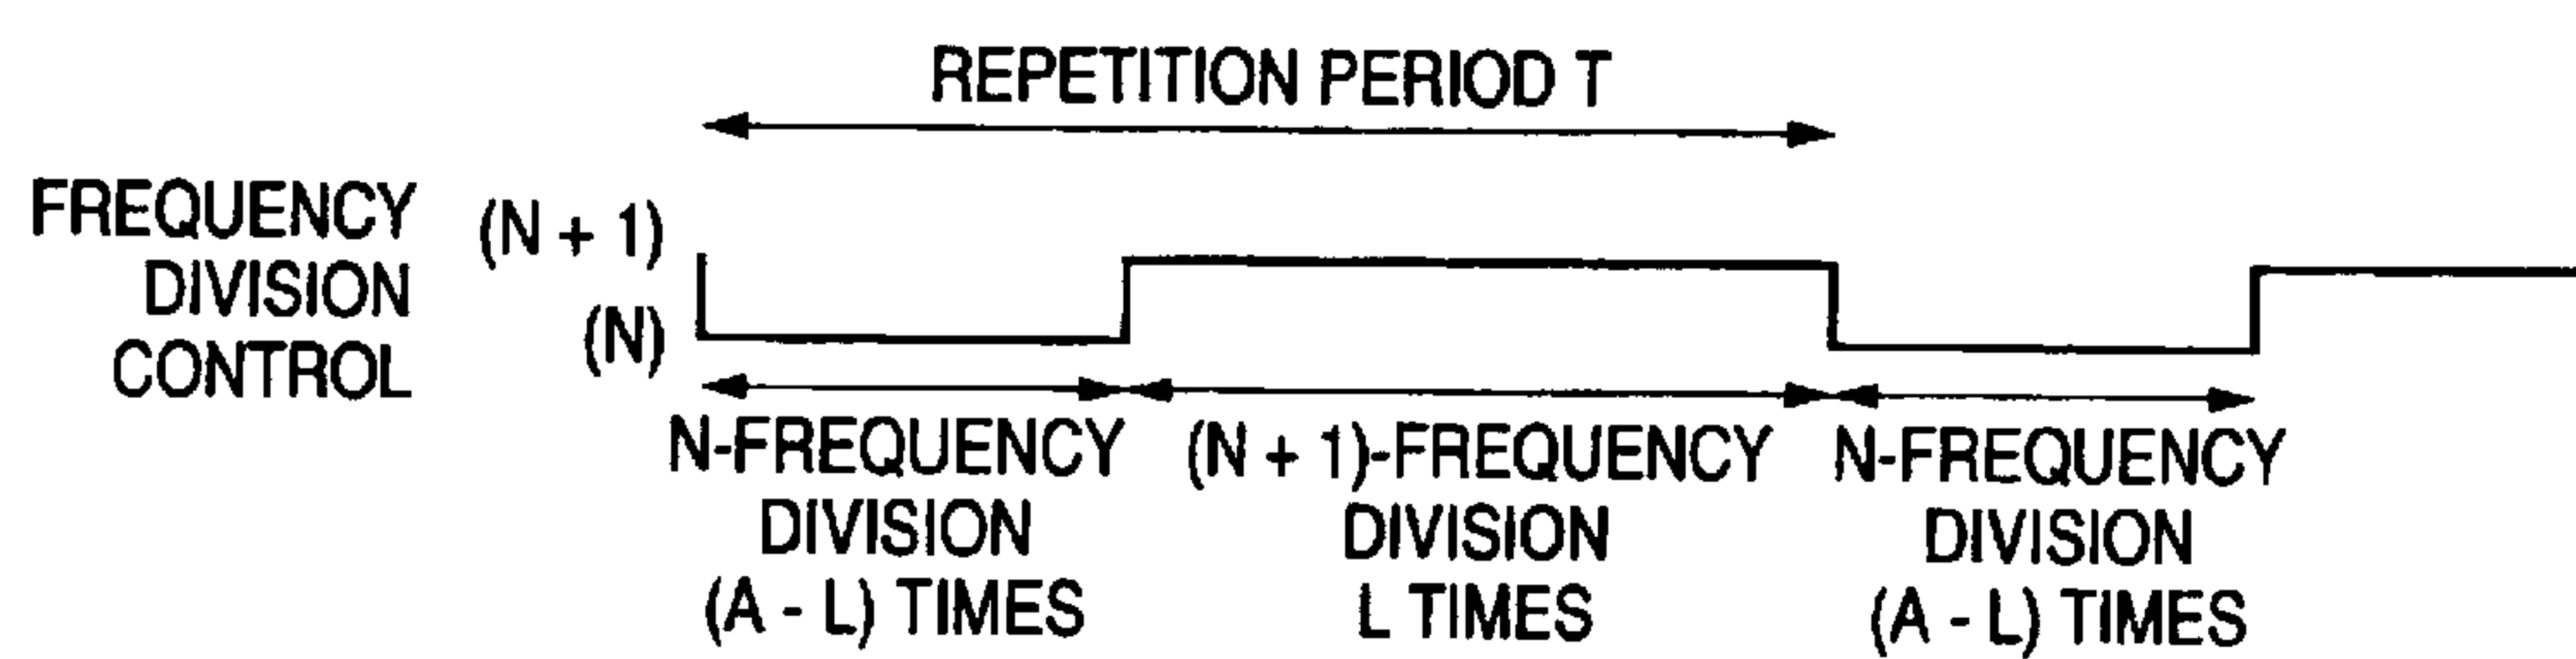 REPETITION PERIOD T
FREQUENCY
DIVISION
CONTROL
(N + 1)
(N)
N-FREQUENCY
DIVISION
(A - L) TIMES
(N + 1)-FREQUENCY
DIVISION
L TIMES
N-FREQUENCY
DIVISION
(A - L) TIMES